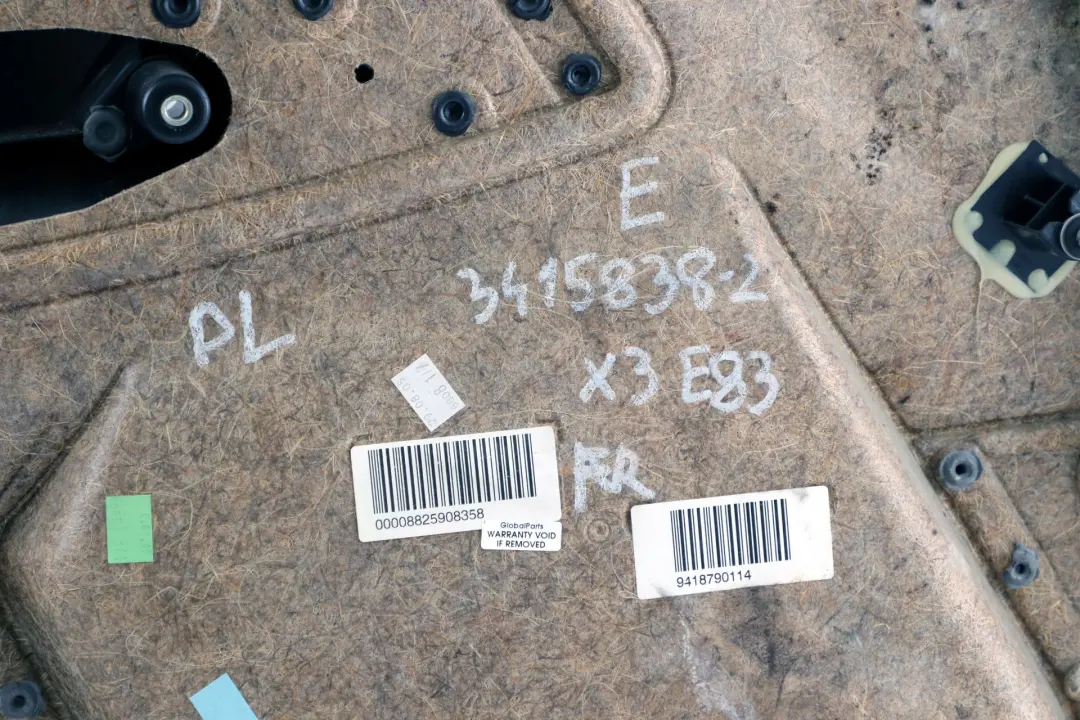 E
3415838-2
PL
X3 E83
FR
00008825908358
GlobalParts
WARRANTY VOID
IF REMOVED
9418790114